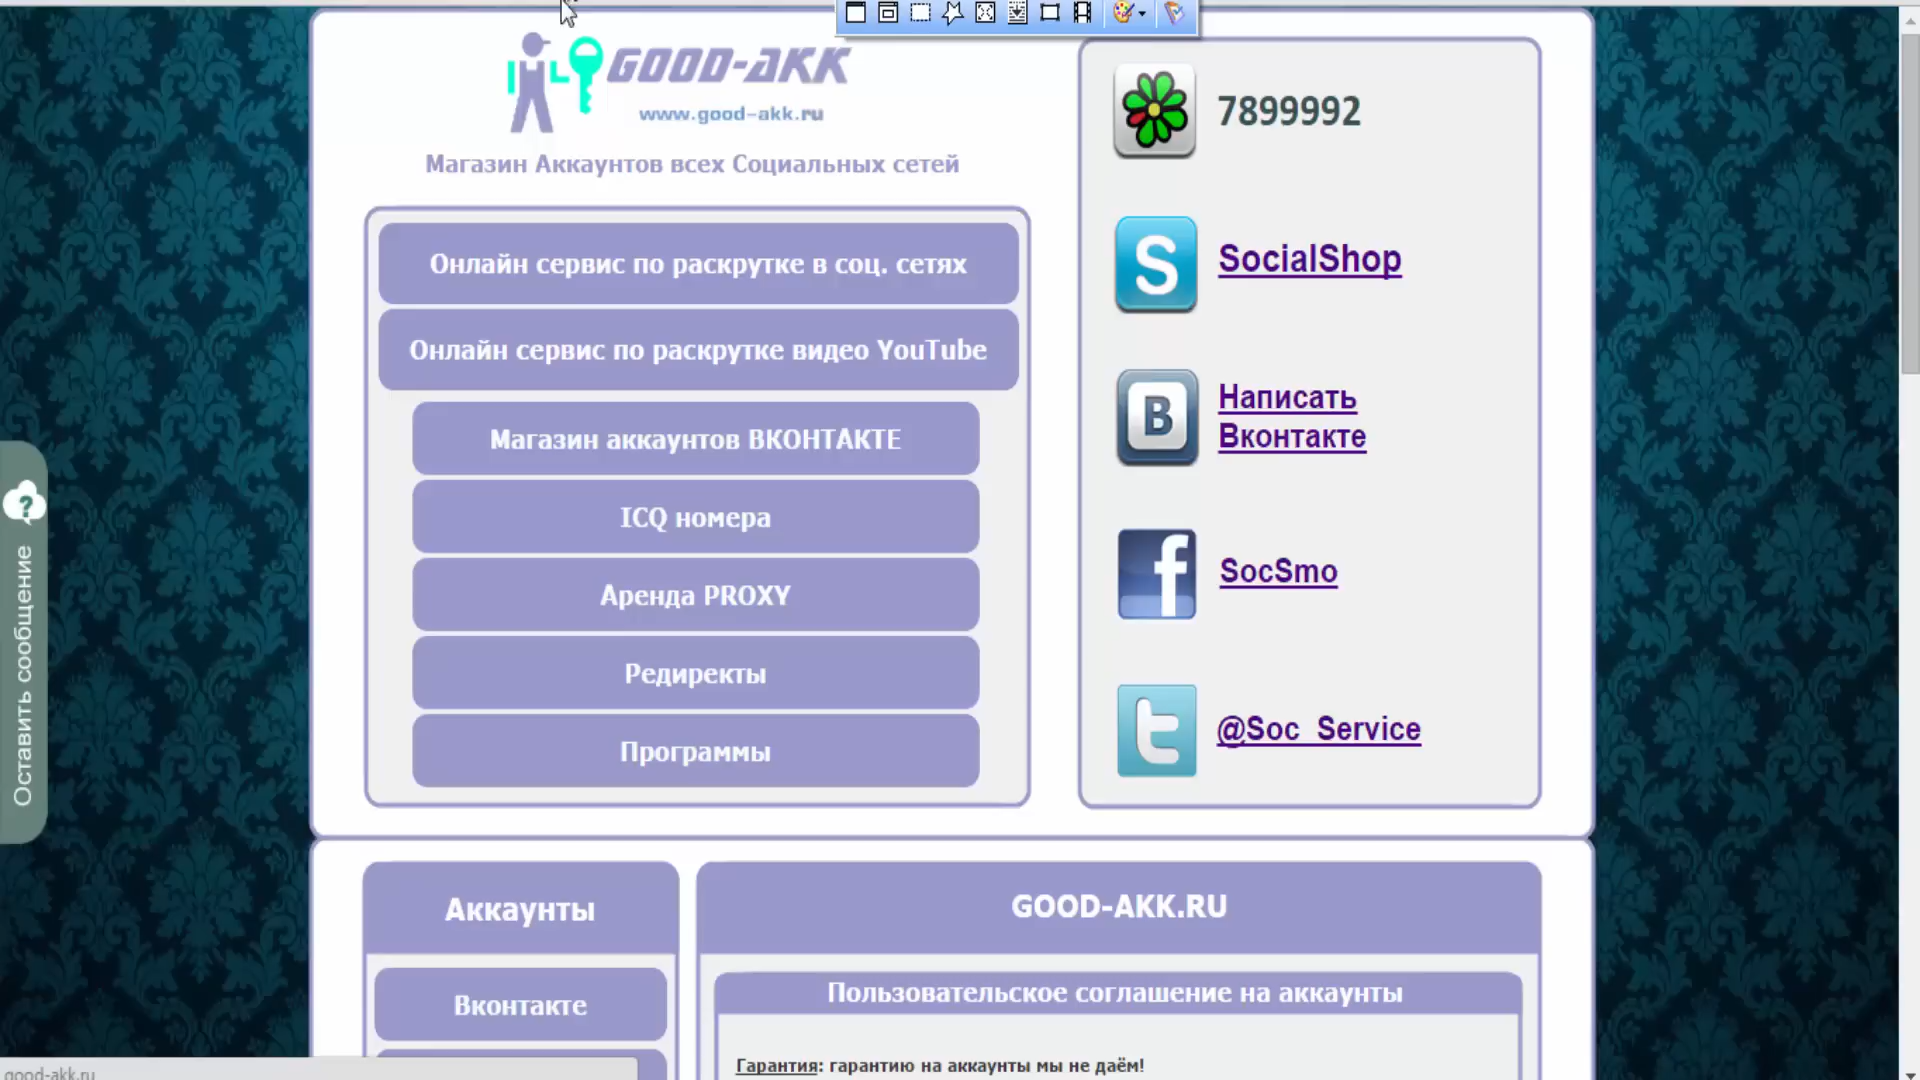 GOOD-AKK
www.good-akk.ru
Магазин Аккаунтов всех Социальных сетей
Онлайн сервис по раскрутке в соц. сетях
Онлайн сервис по раскрутке видео YouTube
Магазин аккаунтов ВКОНТАКТЕ
ICQ номера
Аренда PROXY
Редиректы
Программы
7899992
S
SocialShop
В
Написать
Вконтакте
f
SocSmo
t
@Soc_Service
?
Оставить сообщение
Аккаунты
Вконтакте
GOOD-AKK.RU
Пользовательское соглашение на аккаунты
Гарантия: гарантию на аккаунты мы не даём!
good-akk.ru